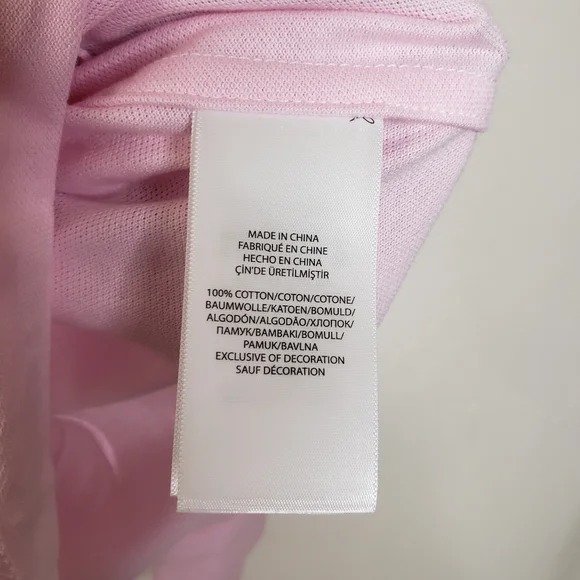 MADE IN CHINA
FABRIQUÉ EN CHINE
HECHO EN CHINA
ÇİN'DE ÜRETİLMİŞTİR
100% COTTON/COTON/COTONE/
BAUMWOLLE/KATOEN/BOMULD/
ALGODÓN/ALGODÃO/ХЛОПОК/
ПАМУК/BAMBAKI/BOMULL/
PAMUK/BAVLNA
EXCLUSIVE OF DECORATION
SAUF DÉCORATION